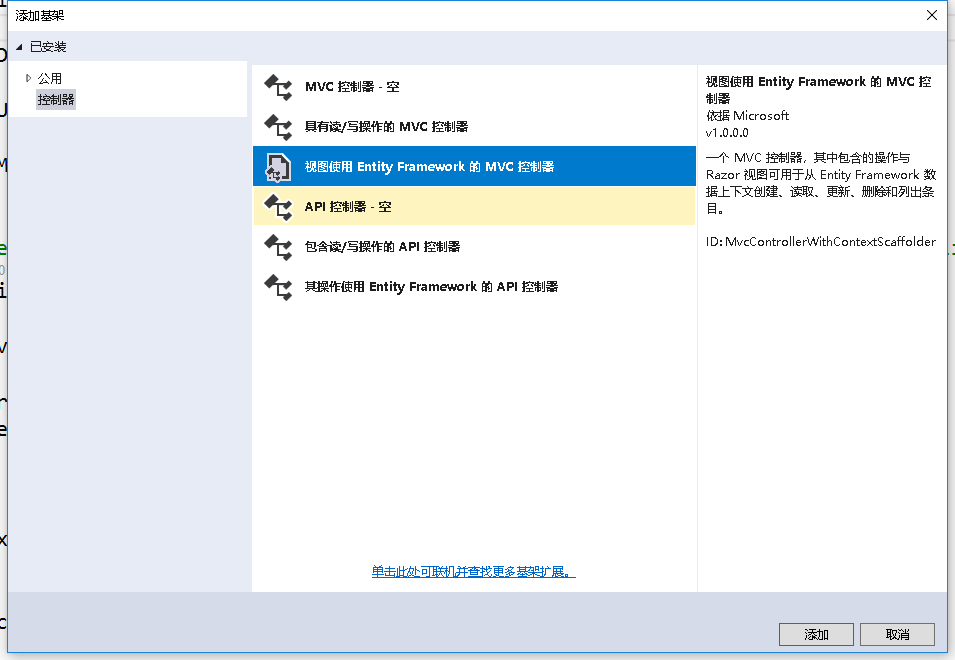 添加基架
已安装
公用
控制器
MVC 控制器 - 空
具有读/写操作的 MVC 控制器
视图使用 Entity Framework 的 MVC 控制器
API 控制器 - 空
包含读/写操作的 API 控制器
其操作使用 Entity Framework 的 API 控制器
单击此处可联机并查找更多基架扩展。
视图使用 Entity Framework 的 MVC 控
制器
依据 Microsoft
v1.0.0.0
一个 MVC 控制器，其中包含的操作与
Razor 视图可用于从 Entity Framework 数
据上下文创建、读取、更新、删除和列出条
目。
ID: MvcControllerWithContextScaffolder
添加
取消